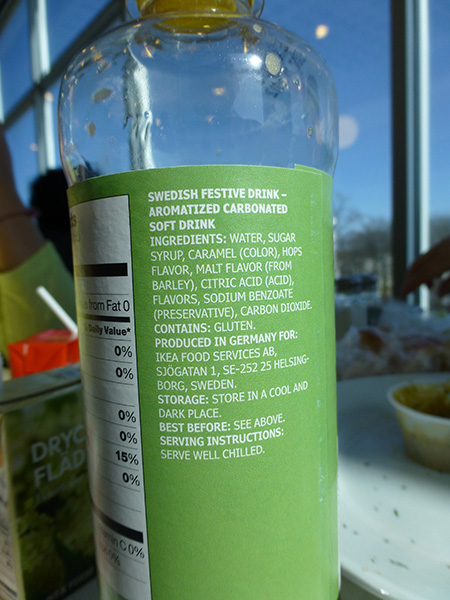 SWEDISH FESTIVE DRINK –
AROMATIZED CARBONATED
SOFT DRINK
INGREDIENTS: WATER, SUGAR
SYRUP, CARAMEL (COLOR), HOPS
FLAVOR, MALT FLAVOR (FROM
BARLEY), CITRIC ACID (ACID),
FLAVORS, SODIUM BENZOATE
(PRESERVATIVE), CARBON DIOXIDE.
CONTAINS: GLUTEN.
PRODUCED IN GERMANY FOR:
IKEA FOOD SERVICES AB,
SJÖGATAN 1, SE-252 25 HELSING-
BORG, SWEDEN.
STORAGE: STORE IN A COOL AND
DARK PLACE.
BEST BEFORE: SEE ABOVE.
SERVING INSTRUCTIONS:
SERVE WELL CHILLED.
from Fat 0
Daily Value*
0%
0%
0%
0%
15%
0%
C 0%
0%
DRYC
FLÄD